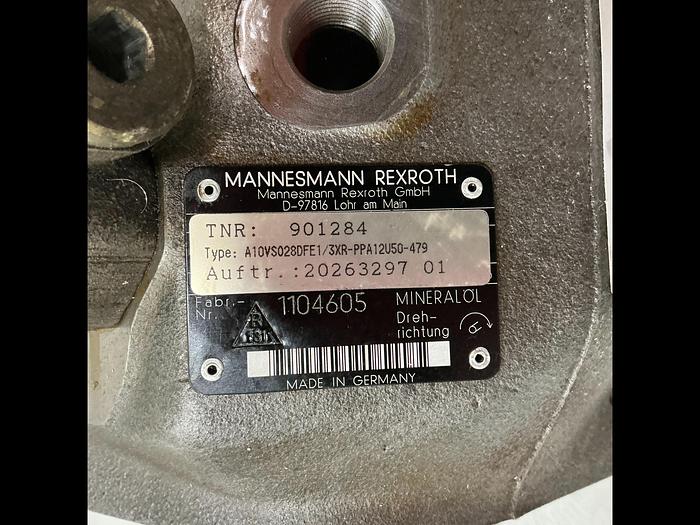 MANNESMANN REXROTH
Mannesmann Rexroth GmbH
D-97816 Lohr am Main
TNR: 901284
Type: A10VSO28DFE1/3XR-PPA12U50-479
Auftr.:20263297 01
Fabr.- Nr. 1104605
MINERALÖL
Dreh-
richtung
R
MADE IN GERMANY